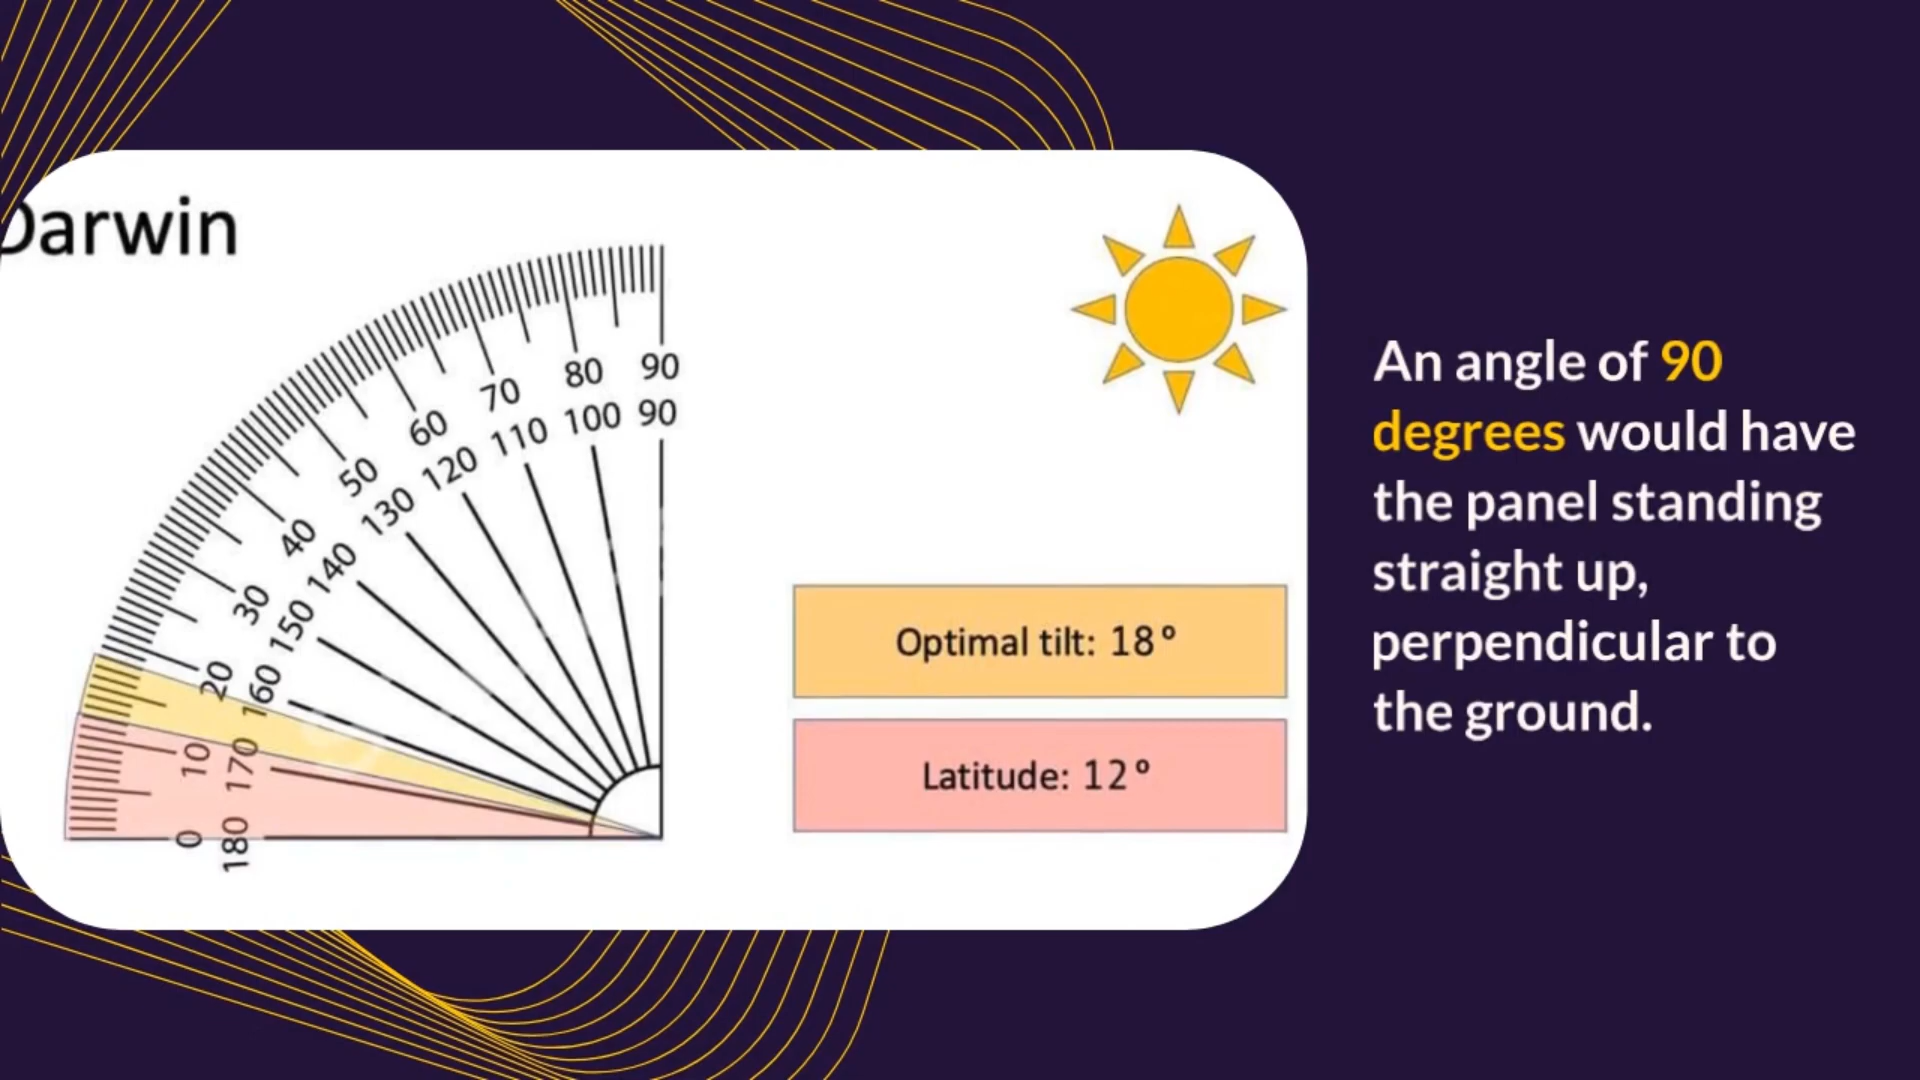 Darwin
90
80
70
60
50
40
30
20
10
0
90
100
110
120
130
140
150
160
170
180
Optimal tilt: 18°
Latitude: 12°
An angle of 90
degrees would have
the panel standing
straight up,
perpendicular to
the ground.